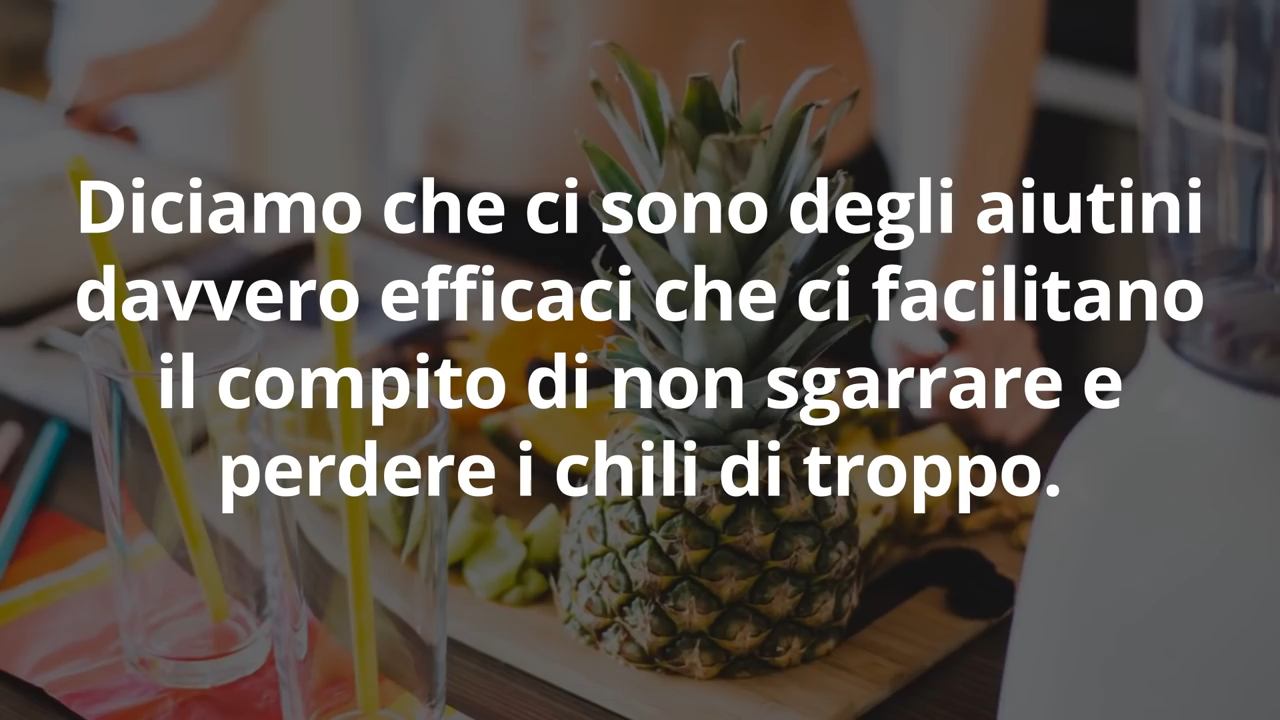 Diciamo che ci sono degli aiutini
davvero efficaci che ci facilitano
il compito di non sgarrare e
perdere i chili di troppo.